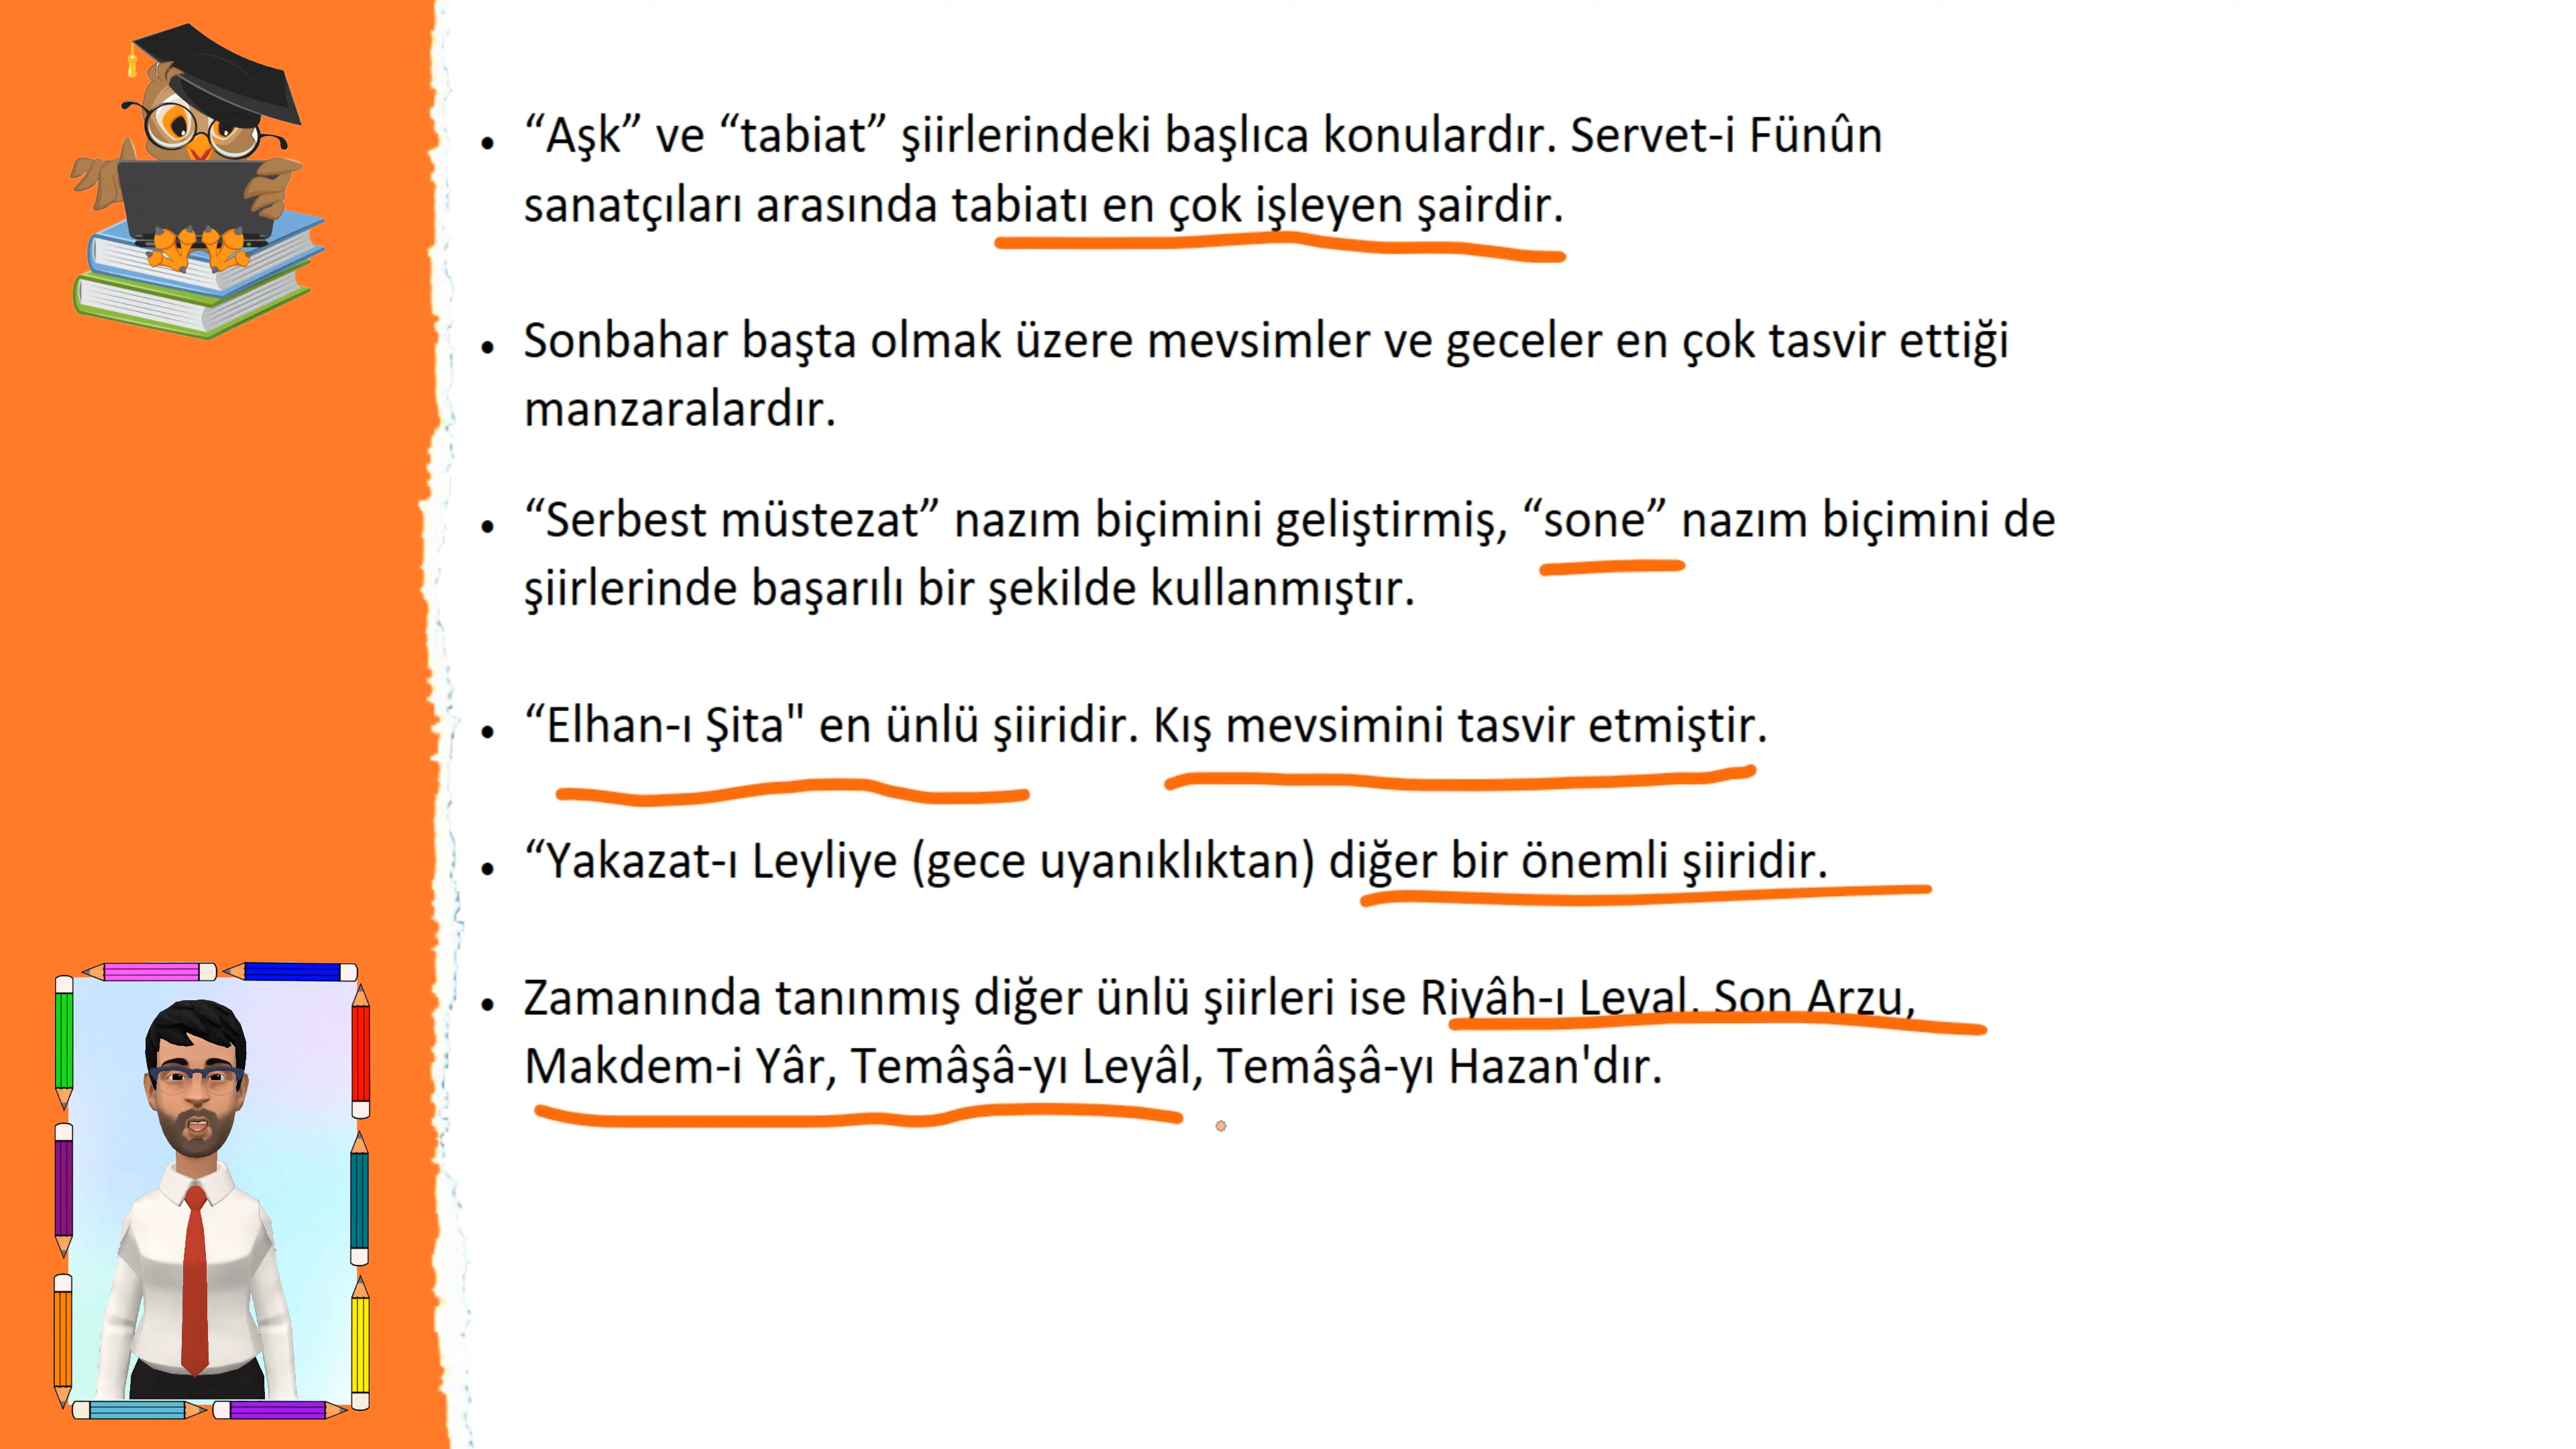 • “Aşk” ve “tabiat” şiirlerindeki başlıca konulardır. Servet-i Fünûn
sanatçıları arasında tabiatı en çok işleyen şairdir.
• Sonbahar başta olmak üzere mevsimler ve geceler en çok tasvir ettiği
manzaralardır.
• “Serbest müstezat” nazım biçimini geliştirmiş, “sone” nazım biçimini de
şiirlerinde başarılı bir şekilde kullanmıştır.
• “Elhan-ı Şita" en ünlü şiiridir. Kış mevsimini tasvir etmiştir.
• “Yakazat-ı Leyliye (gece uyanıklıktan) diğer bir önemli şiiridir.
• Zamanında tanınmış diğer ünlü şiirleri ise Riyâh-ı Leyal, Son Arzu,
Makdem-i Yâr, Temâşâ-yı Leyâl, Temâşâ-yı Hazan'dır.